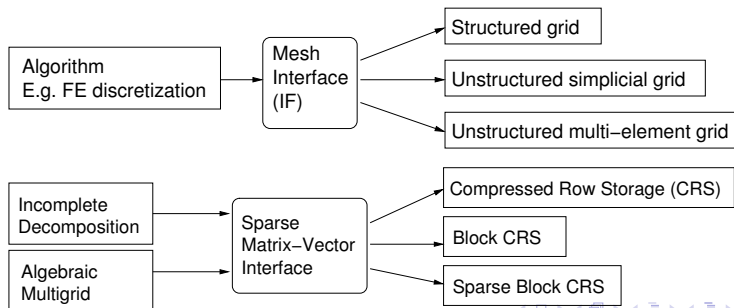 Algorithm
E.g. FE discretization
Mesh
Interface
(IF)
Structured grid
Unstructured simplicial grid
Unstructured multi−element grid
Incomplete
Decomposition
Algebraic
Multigrid
Sparse
Matrix−Vector
Interface
Compressed Row Storage (CRS)
Block CRS
Sparse Block CRS